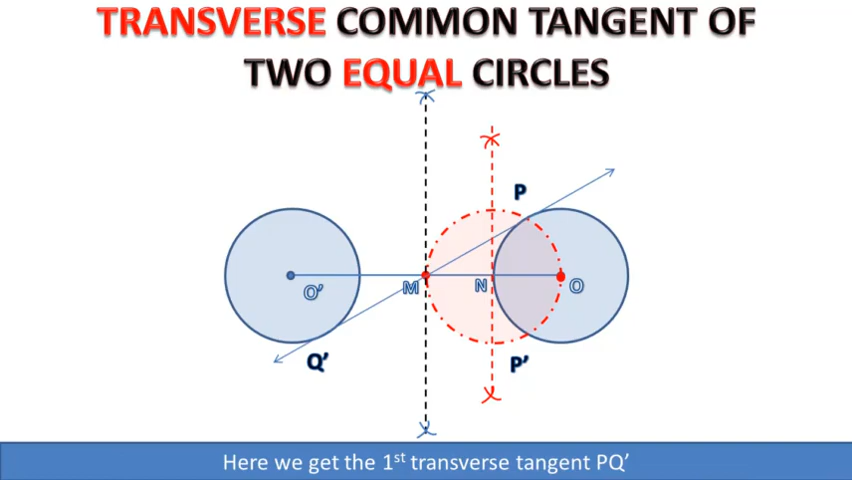 TRANSVERSE COMMON TANGENT OF
TWO EQUAL CIRCLES
P
O'
M
N
O
Q'
P'
Here we get the 1st transverse tangent PQ'